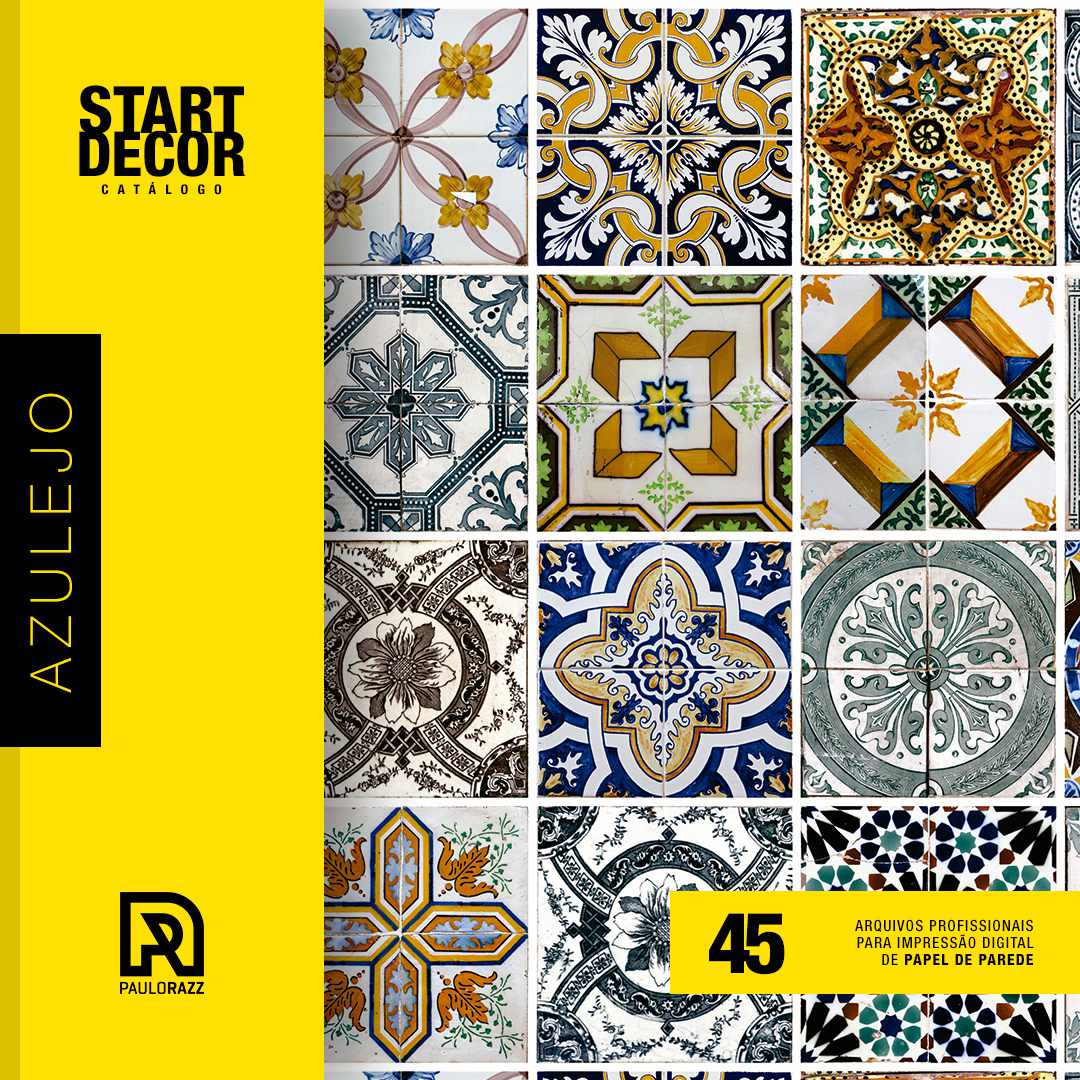 START
DECOR
CATÁLOGO
AZULEJO
PAULORAZZ
45
ARQUIVOS PROFISSIONAIS
PARA IMPRESSÃO DIGITAL
DE PAPEL DE PAREDE